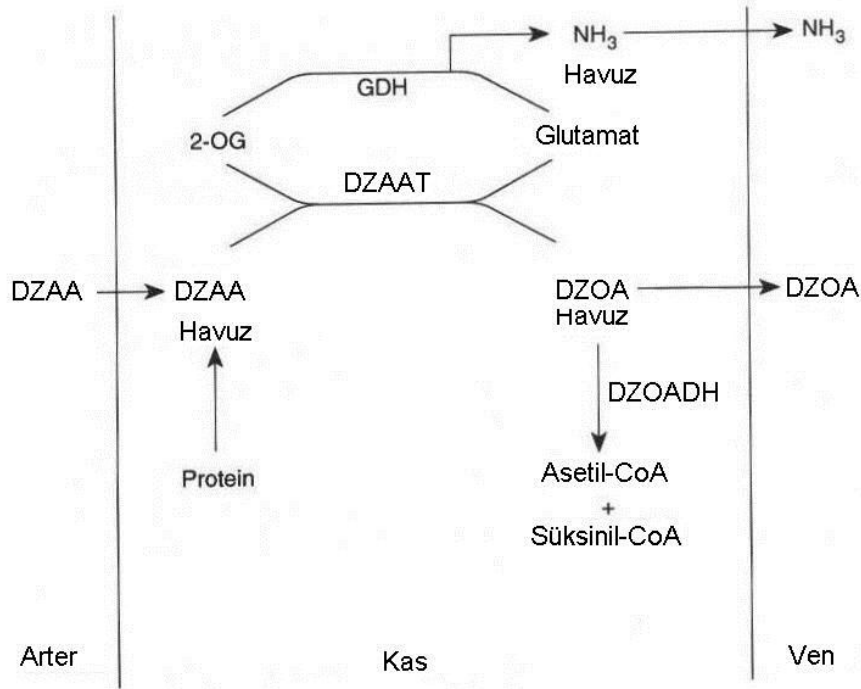 NH3
NH3
Havuz
GDH
2-OG
Glutamat
DZAAT
DZAA
DZAA
Havuz
DZOA
Havuz
DZOA
DZOADH
Protein
Asetil-CoA
+
Süksinil-CoA
Arter
Kas
Ven